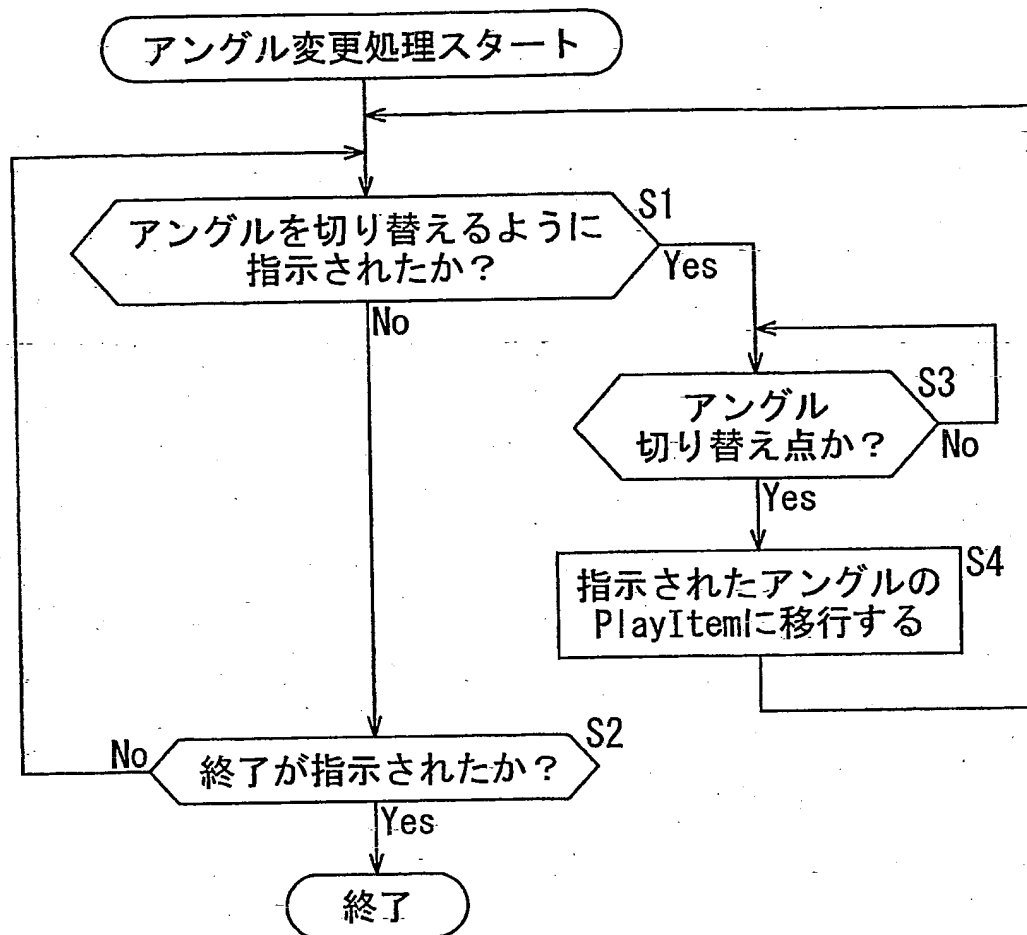 アングル変更処理スタート
S1
アングルを切り替えるように
指示されたか？
Yes
No
S3
アングル
切り替え点か？
No
Yes
S4
指示されたアングルの
PlayItemに移行する
S2
No
終了が指示されたか？
Yes
終了